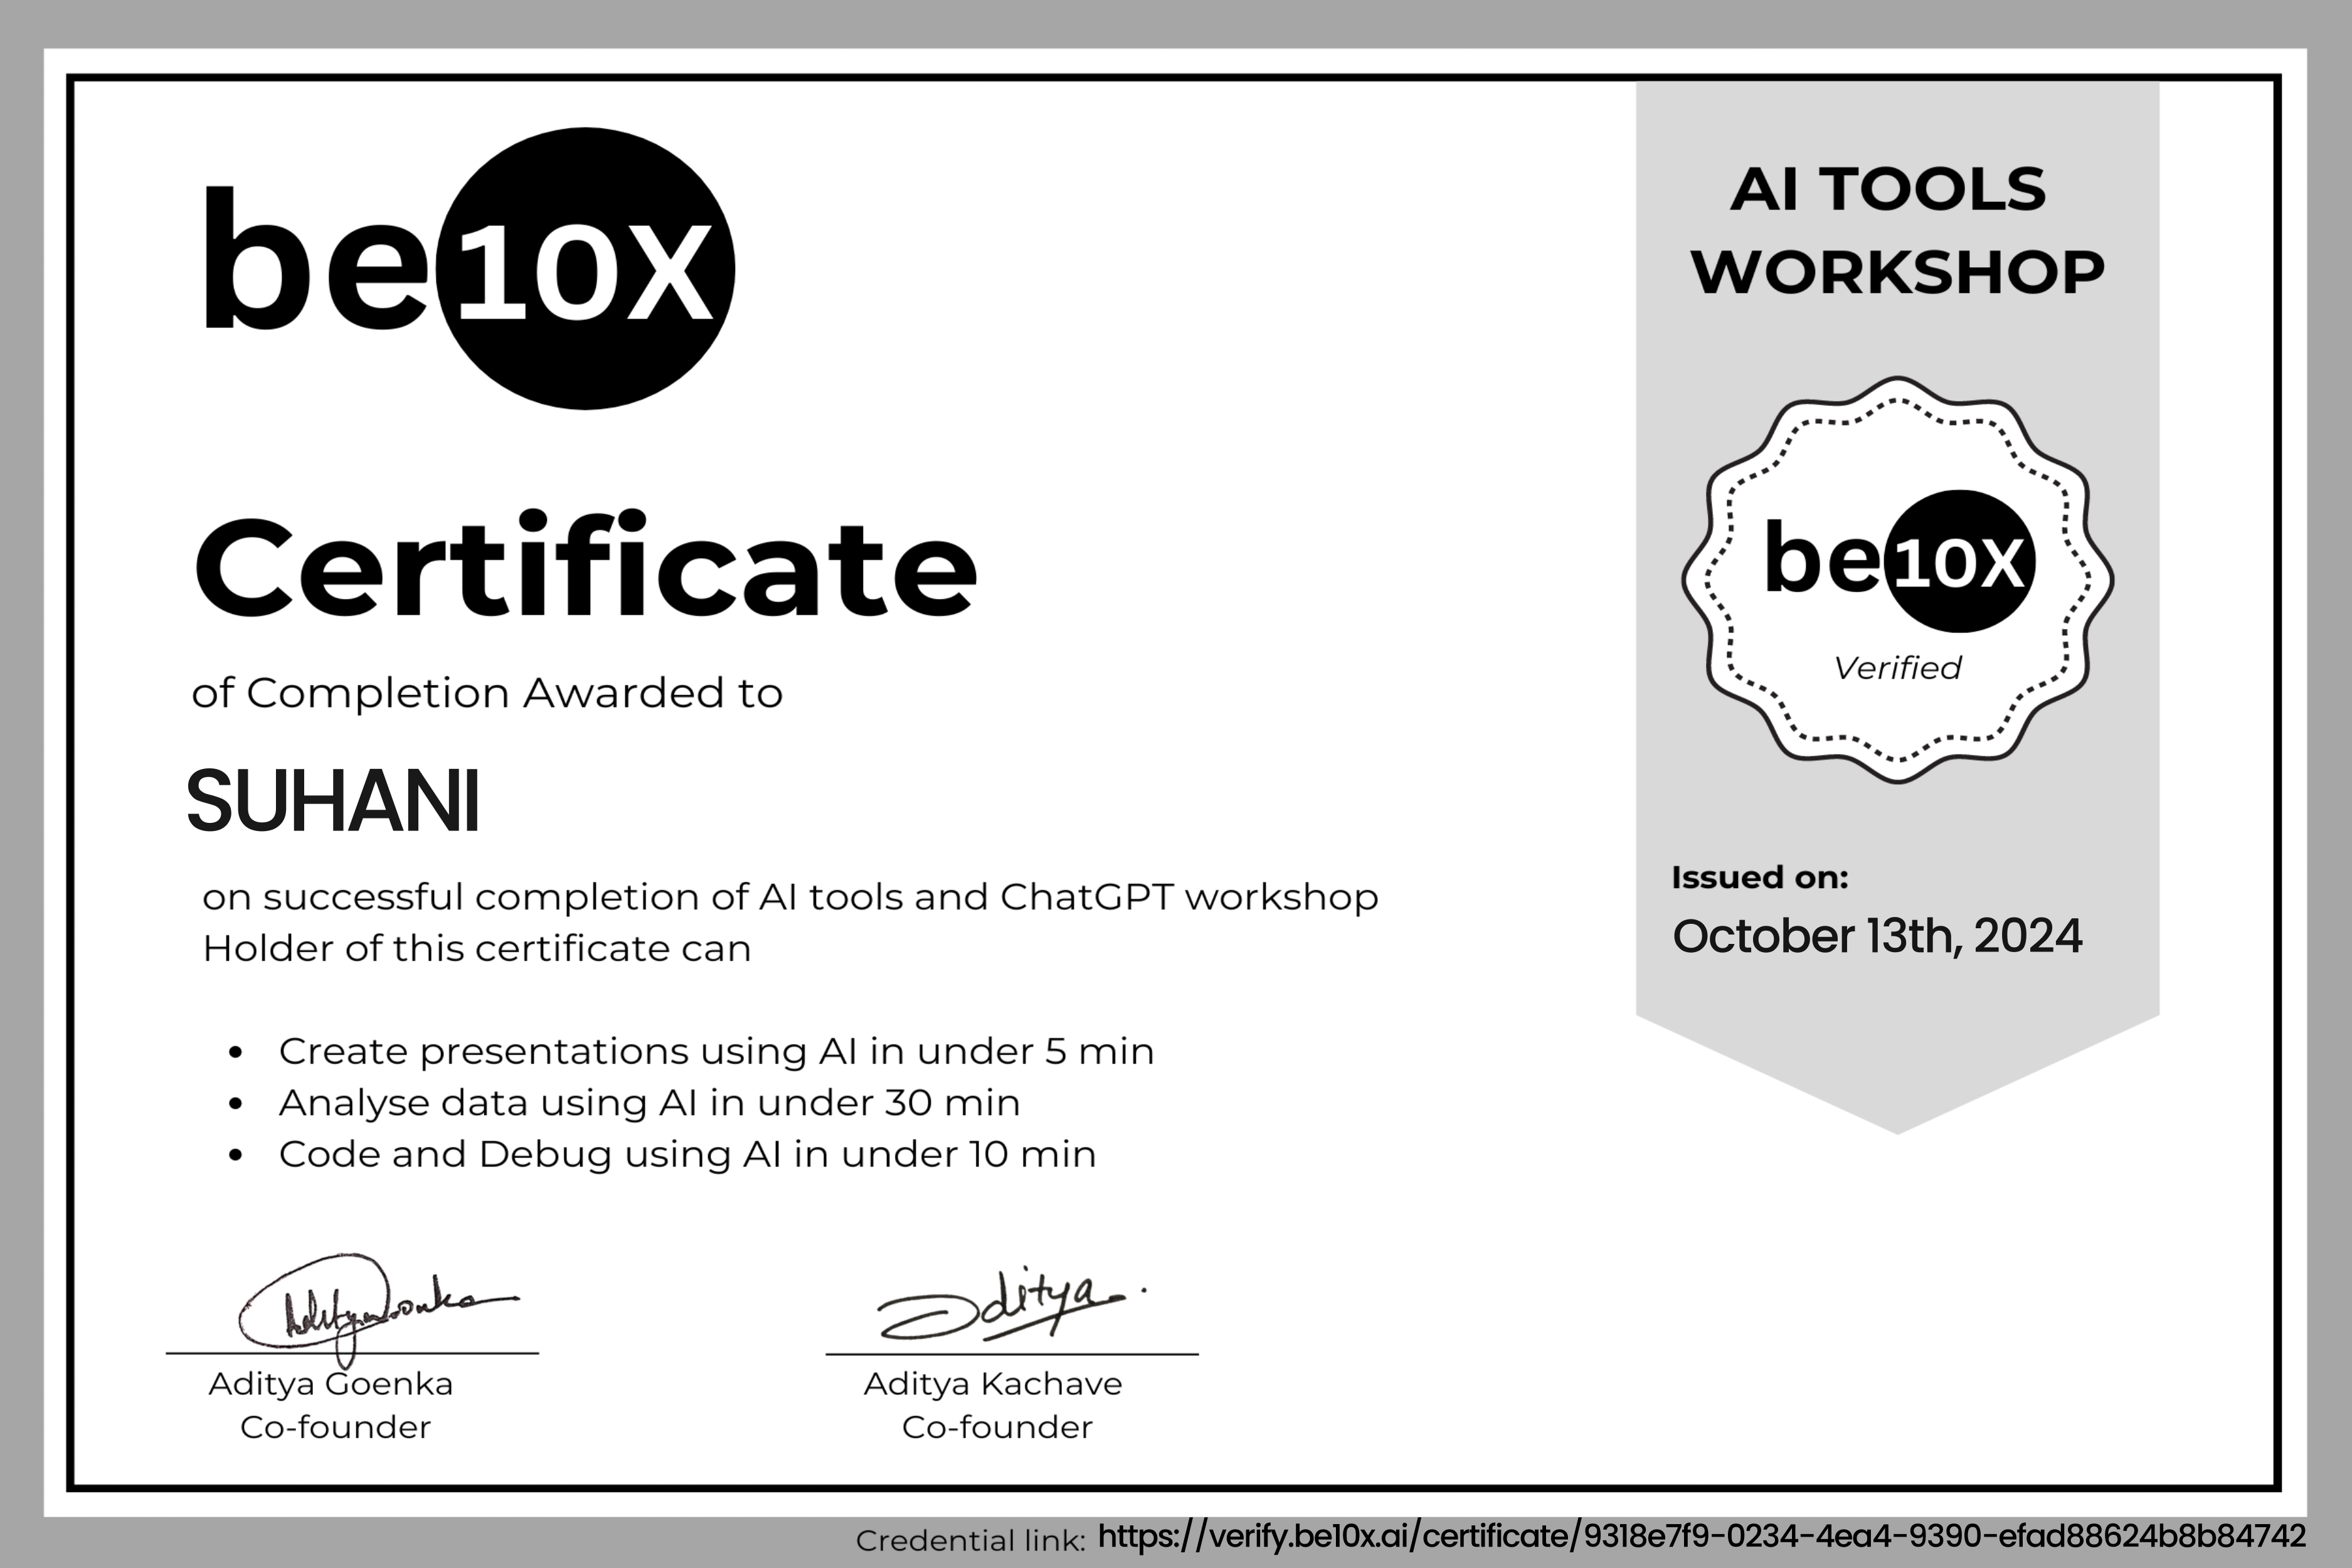 be10X
Certificate
of Completion Awarded to
SUHANI
on successful completion of AI tools and ChatGPT workshop
Holder of this certificate can
• Create presentations using AI in under 5 min
• Analyse data using AI in under 30 min
• Code and Debug using AI in under 10 min
Aditya Goenka
Aditya Goenka
Co-founder
Aditya
Aditya Kachave
Co-founder
AI TOOLS
WORKSHOP
be10X
Verified
Issued on:
October 13th, 2024
Credential link: https://verify.be10x.ai/certificate/9318e7f9-0234-4ea4-9390-efad88624b8b84742